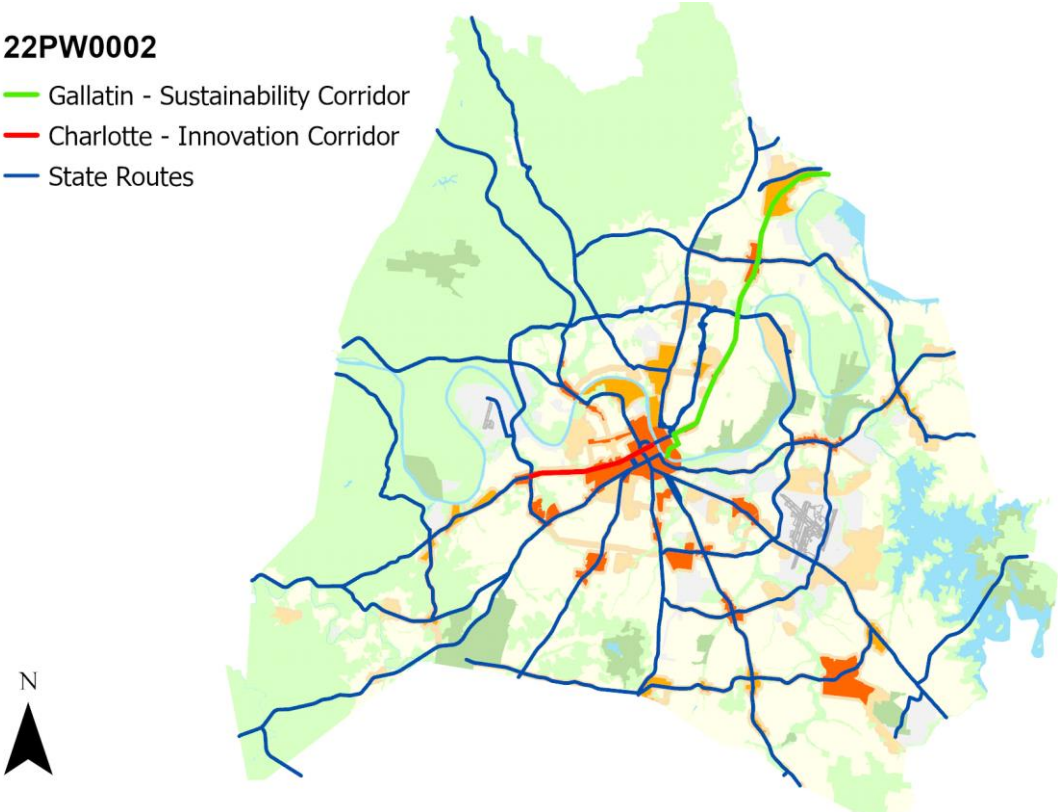 22PW0002
Gallatin - Sustainability Corridor
Charlotte - Innovation Corridor
State Routes
N